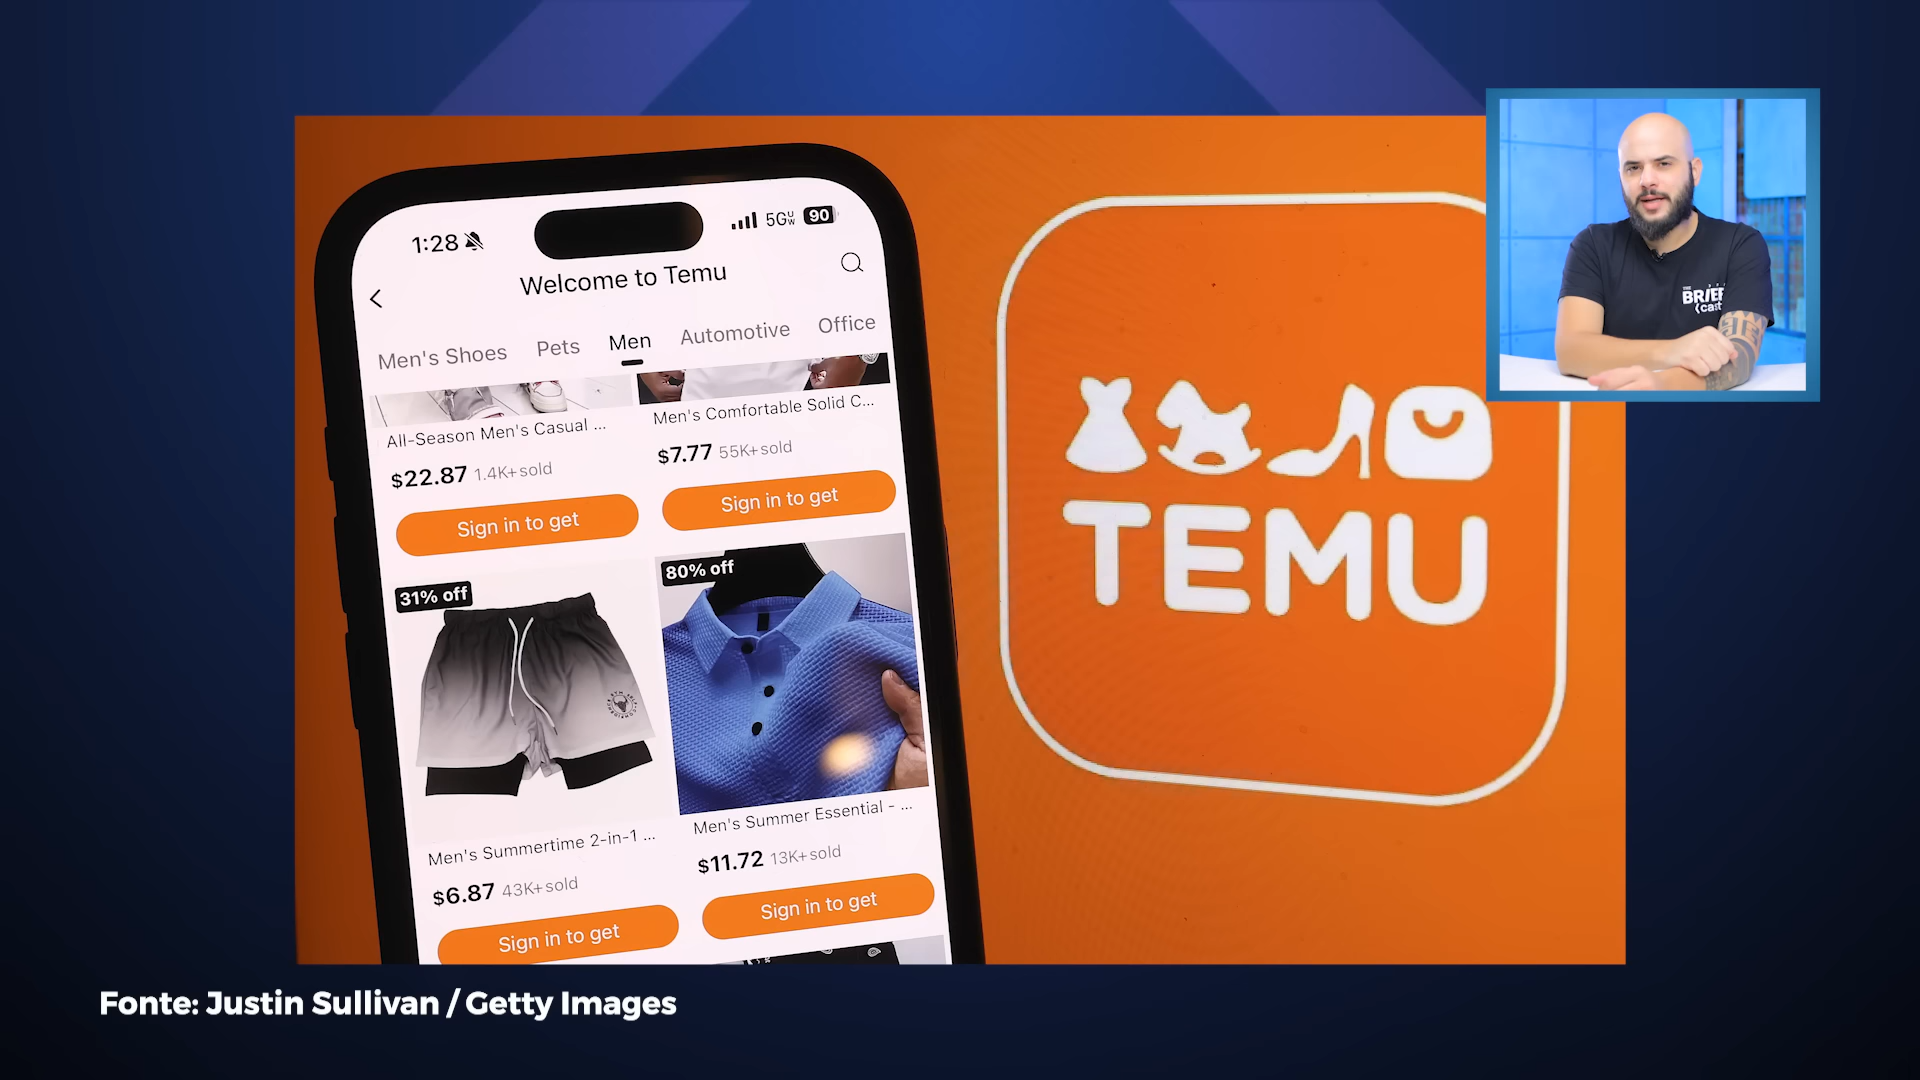 1:28
5G UW 90
Welcome to Temu
Men's Shoes Pets Men Automotive Office
All-Season Men's Casual ...
$22.87 1.4K+sold
Sign in to get
Men's Comfortable Solid C...
$7.77 55K+sold
Sign in to get
31% off
Men's Summertime 2-in-1 ...
$6.87 43K+sold
Sign in to get
80% off
Men's Summer Essential - ...
$11.72 13K+sold
Sign in to get
TEMU
THE
BRIEF
cast
Fonte: Justin Sullivan / Getty Images